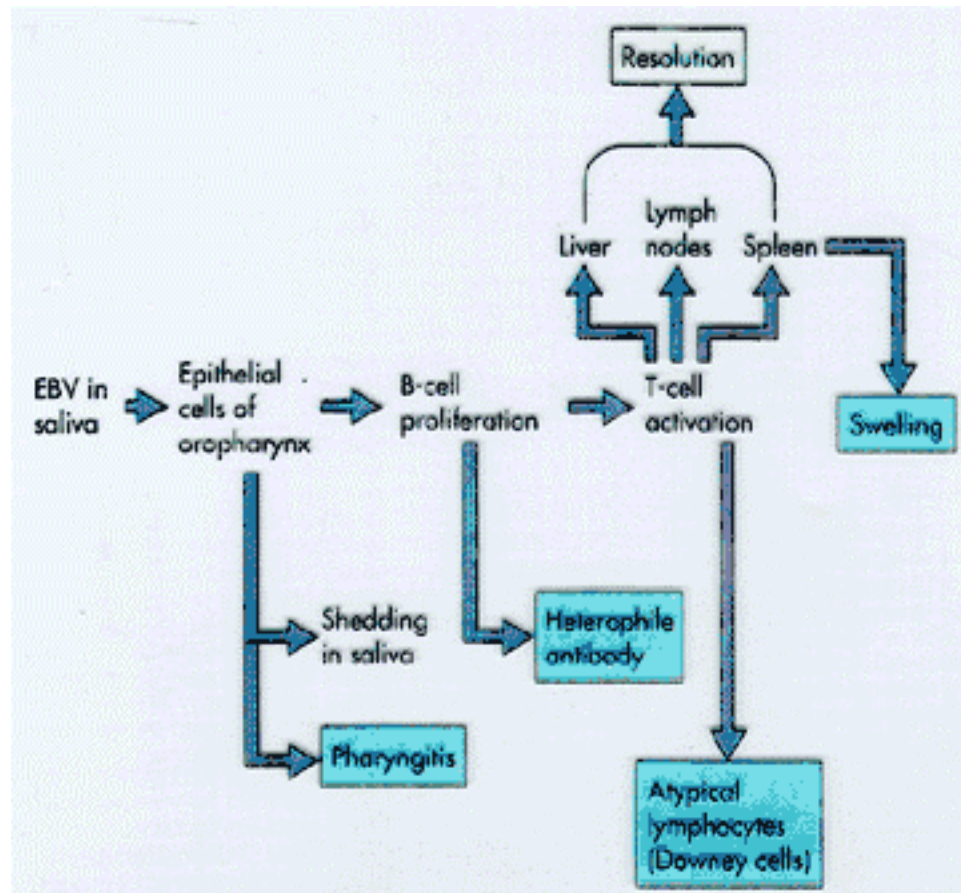 Resolution
Liver
Lymph
nodes
Spleen
EBV in
saliva
Epithelial
cells of
oropharynx
B-cell
proliferation
T-cell
activation
Swelling
Shedding
in saliva
Heterophile
antibody
Pharyngitis
Atypical
lymphocytes
(Downey cells)